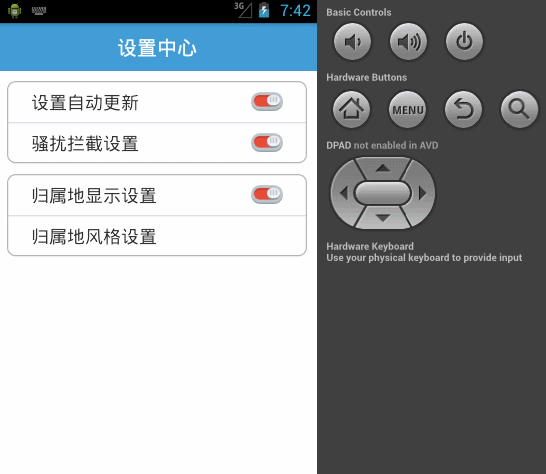 3G
7:42
设置中心
设置自动更新
骚扰拦截设置
归属地显示设置
归属地风格设置
Basic Controls
Hardware Buttons
MENU
DPAD not enabled in AVD
Hardware Keyboard
Use your physical keyboard to provide input